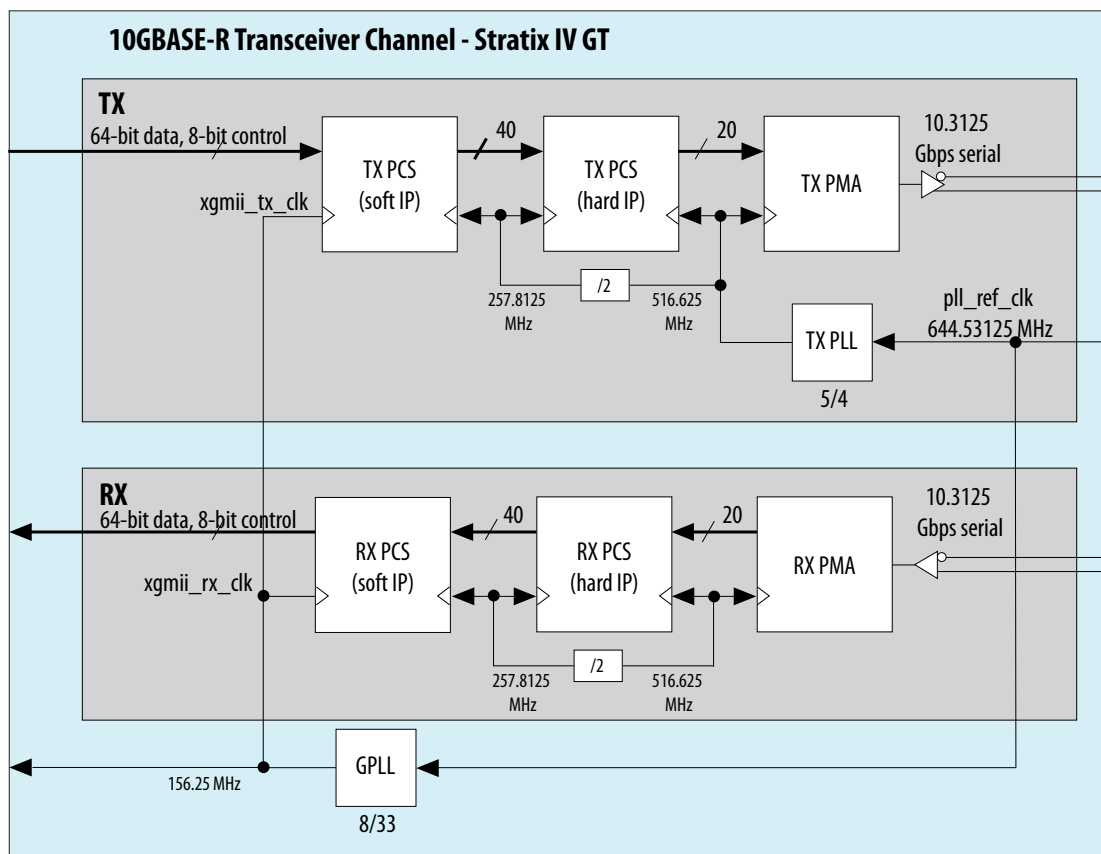 10GBASE-R Transceiver Channel - Stratix IV GT
TX
64-bit data, 8-bit control
40
20
10.3125
Gbps serial
TX PCS
(soft IP)
TX PCS
(hard IP)
TX PMA
xgmii_tx_clk
/2
257.8125
MHz
516.625
MHz
pll_ref_clk
644.53125 MHz
TX PLL
5/4
RX
64-bit data, 8-bit control
40
20
10.3125
Gbps serial
RX PCS
(soft IP)
RX PCS
(hard IP)
RX PMA
xgmii_rx_clk
/2
257.8125
MHz
516.625
MHz
GPLL
156.25 MHz
8/33